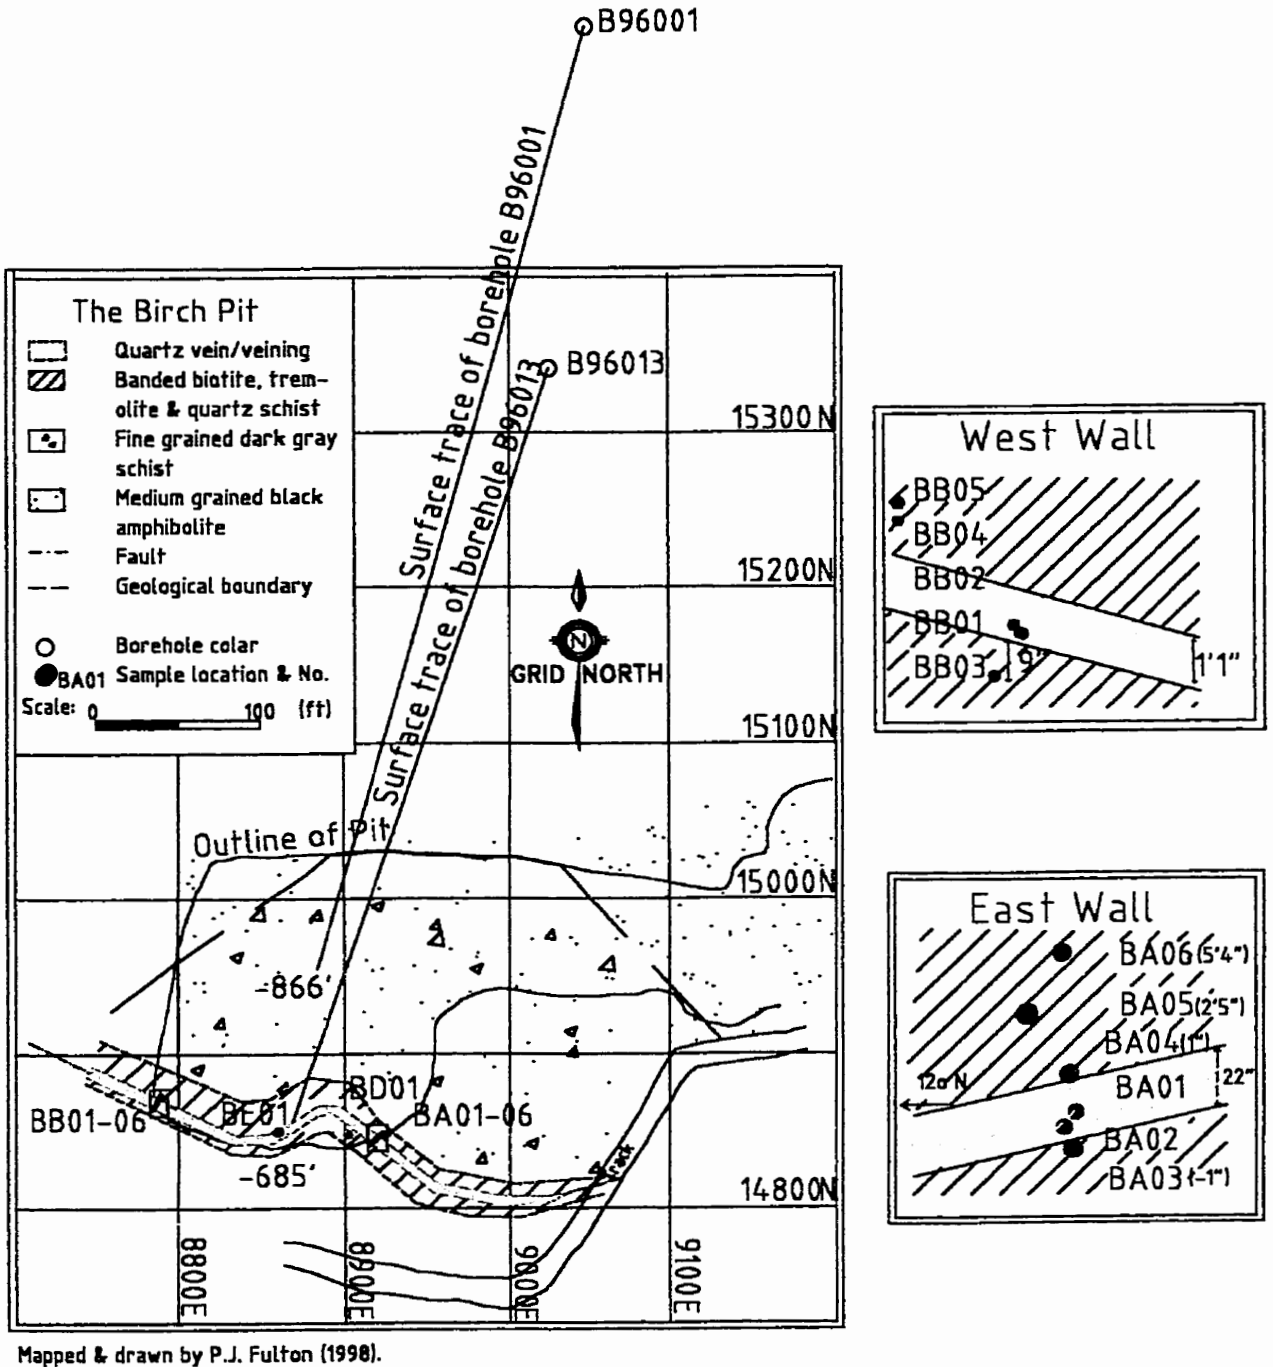 B96001
Surface trace of borehole B96001
The Birch Pit
Quartz vein/veining
Banded biotite, trem-
olite & quartz schist
Fine grained dark gray
schist
Medium grained black
amphibolite
Fault
Geological boundary
Borehole colar
BA01 Sample location & No.
Scale: 0 100 (ft)
B96013
Surface trace of borehole B96013
15300N
15200N
N
GRID NORTH
15100N
Outline of Pit
15000N
-866'
BD01
BB01-06
BE01
BA01-06
-685'
track
14800N
8800E
8900E
9000E
9100E
West Wall
BB05
BB04
BB02
BB01
BB03
9"
1'1"
East Wall
BA06(5'4")
BA05(2'5")
BA04(1")
12o N
BA01
22"
BA02
BA03(-1")
Mapped & drawn by P.J. Fulton (1998).